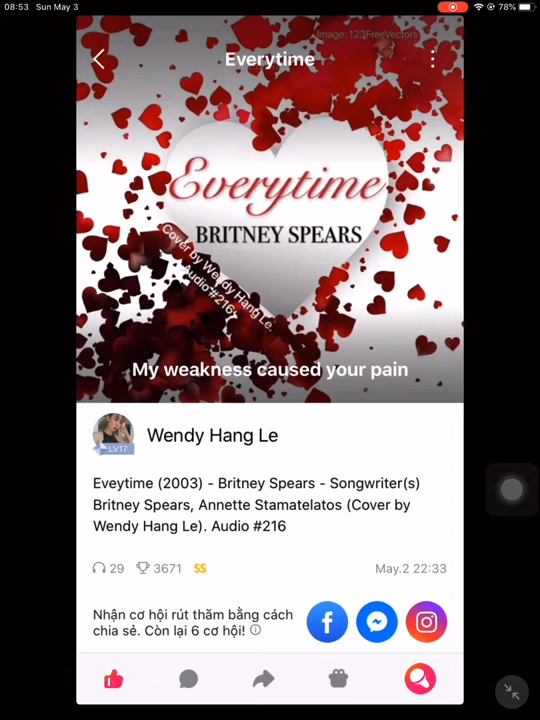 08:53 Sun May 3
78%
Image: 123FreeVectors
Everytime
Everytime
BRITNEY SPEARS
Cover by Wendy Hang Le.
Audio #216
My weakness caused your pain
LV17
Wendy Hang Le
Eveytime (2003) - Britney Spears - Songwriter(s)
Britney Spears, Annette Stamatelatos (Cover by
Wendy Hang Le). Audio #216
29 3671 SS May.2 22:33
Nhận cơ hội rút thăm bằng cách
chia sẻ. Còn lại 6 cơ hội!